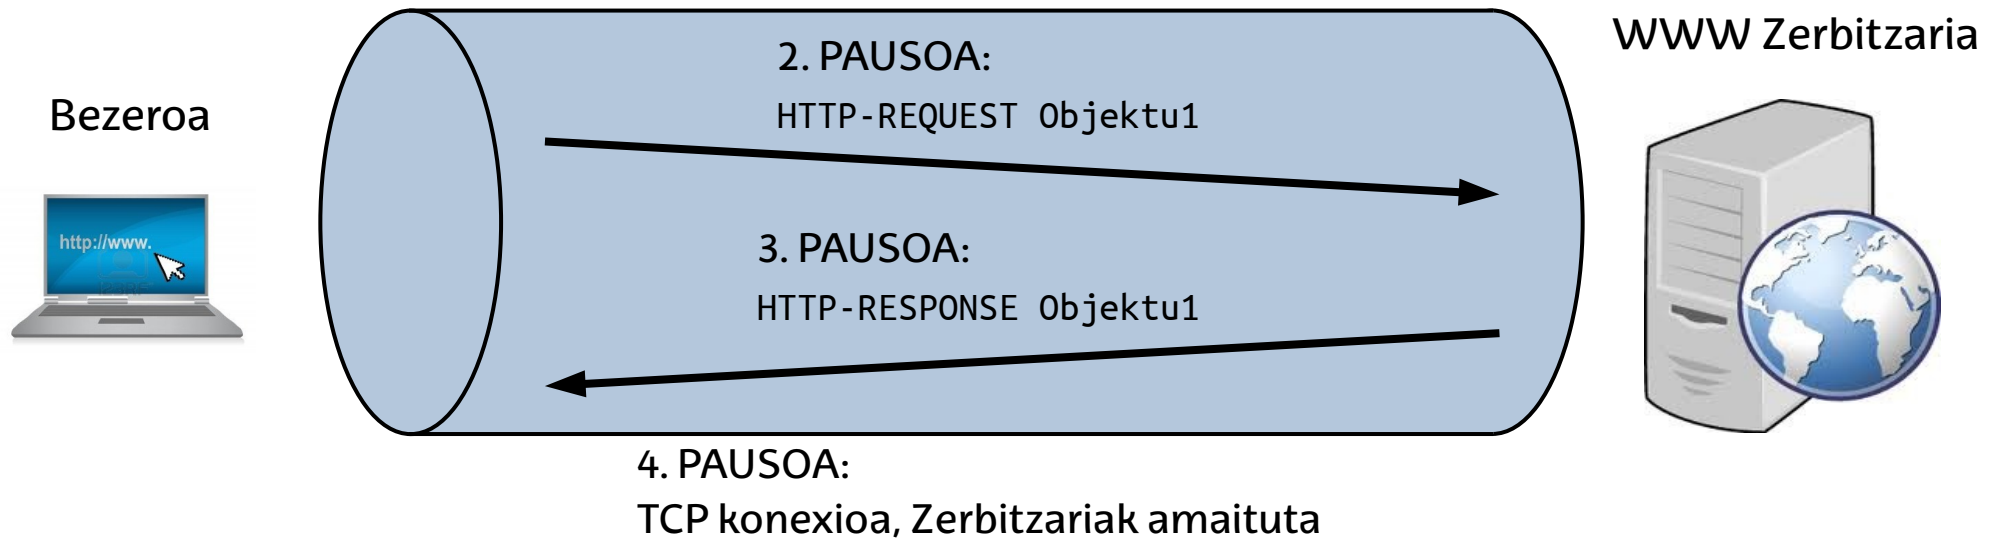 WWW Zerbitzaria
2. PAUSOA:
Bezeroa
HTTP-REQUEST Objektu1
http://www.
3. PAUSOA:
HTTP-RESPONSE Objektu1
4. PAUSOA:
TCP konexioa, Zerbitzariak amaituta